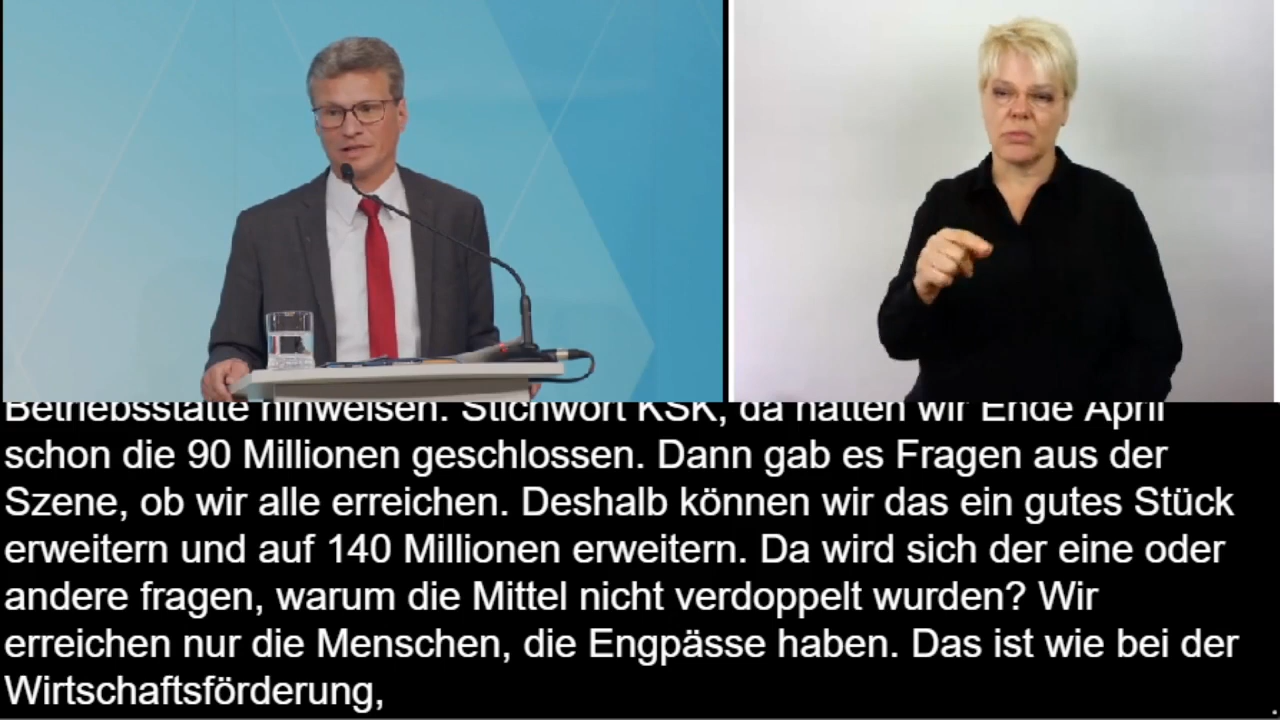 Betriebsstätte hinweisen. Stichwort KSK, da hatten wir Ende April
schon die 90 Millionen geschlossen. Dann gab es Fragen aus der
Szene, ob wir alle erreichen. Deshalb können wir das ein gutes Stück
erweitern und auf 140 Millionen erweitern. Da wird sich der eine oder
andere fragen, warum die Mittel nicht verdoppelt wurden? Wir
erreichen nur die Menschen, die Engpässe haben. Das ist wie bei der
Wirtschaftsförderung,